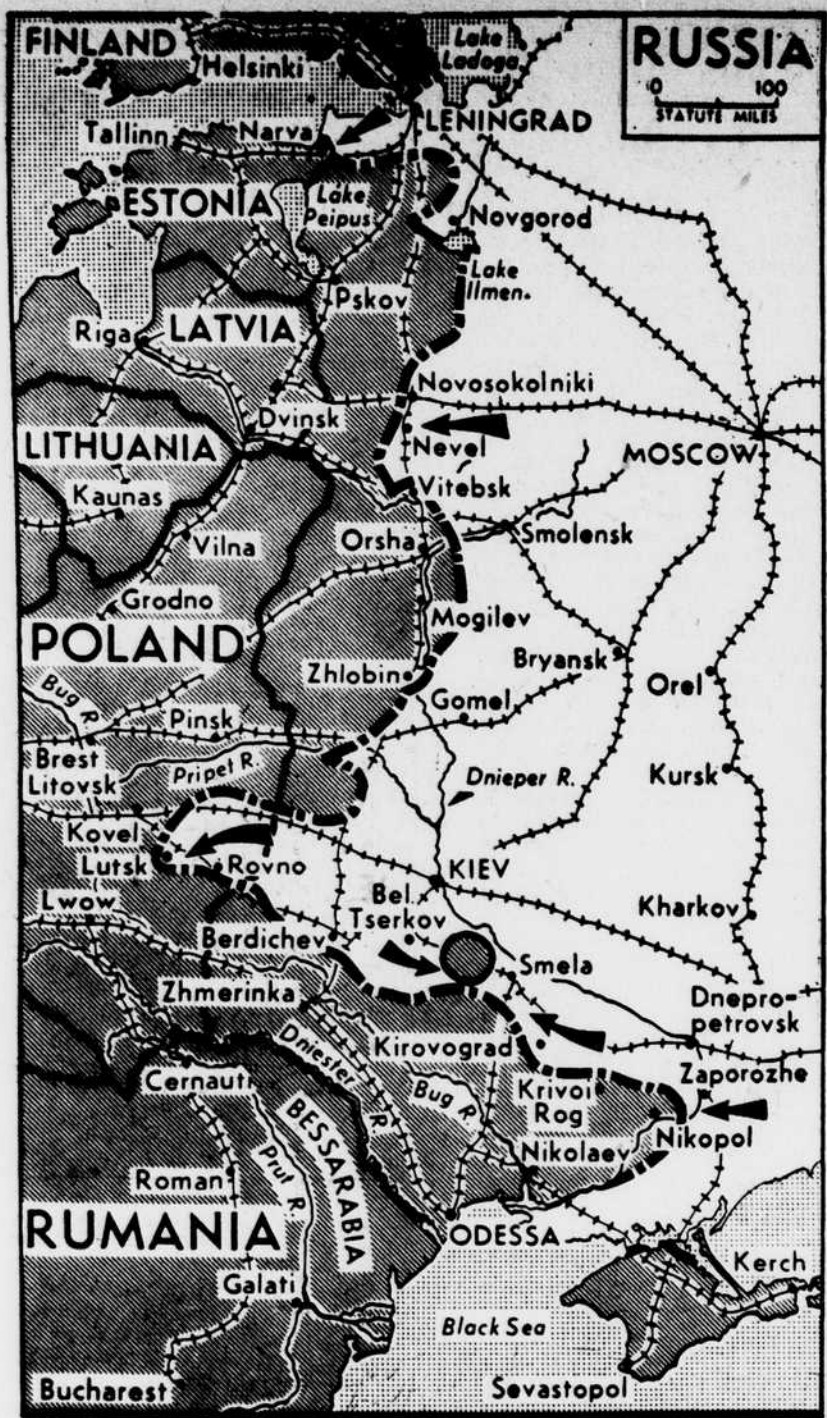 FINLAND
Lake
Ladoga
RUSSIA
0 100
STATUTE MILES
Helsinki
LENINGRAD
Tallinn
Narva
ESTONIA
Lake
Peipus
Novgorod
Lake
Ilmen.
Pskov
Riga
LATVIA
Novosokolniki
Dvinsk
Nevel
MOSCOW
LITHUANIA
Vitebsk
Kaunas
Vilna
Orsha
Smolensk
Grodno
Mogilev
POLAND
Bryansk
Zhlobin
Orel
Bug R.
Pinsk
Gomel
Brest
Litovsk
Pripet R.
Dnieper R.
Kursk
Kovel
Lutsk
Rovno
KIEV
Lwow
Bel.
Tserkov
Kharkov
Berdichev
Smela
Zhmerinka
Dnepro-
petrovsk
Dniester R
Kirovograd
Cernauti
Krivoi
Rog
Zaporozhe
Bug R.
BESSARABIA
Nikopol
Roman
Prut R.
Nikolaev
RUMANIA
ODESSA
Kerch
Galati
Black Sea
Bucharest
Sevastopol